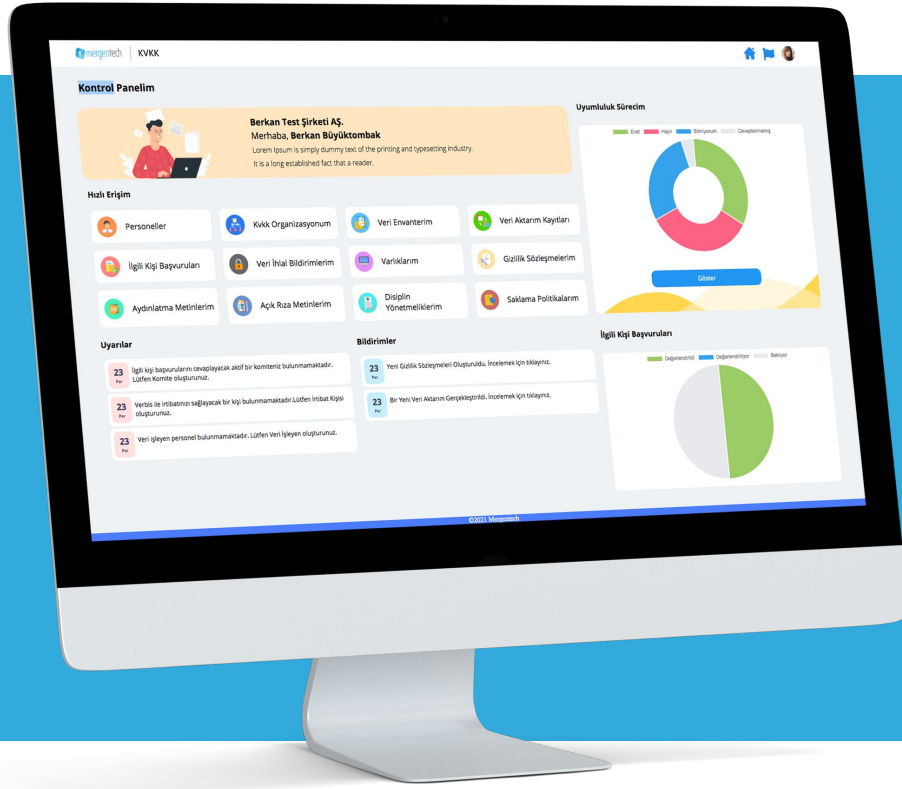 mergentech KVKK
Kontrol Panelim
Berkan Test Şirketi AŞ.
Merhaba, Berkan Büyüktombak
Lorem Ipsum is simply dummy text of the printing and typesetting industry.
It is a long established fact that a reader.
Hızlı Erişim
Personeller
Kvkk Organizasyonum
Veri Envanterim
Veri Aktarım Kayıtları
İlgili Kişi Başvuruları
Veri İhlal Bildirimlerim
Varlıklarım
Gizlilik Sözleşmelerim
Aydınlatma Metinlerim
Açık Rıza Metinlerim
Disiplin
Yönetmeliklerim
Saklama Politikalarım
Uyarılar
23
Per
İlgili kişi başvurularını cevaplayacak aktif bir komiteniz bulunmamaktadır.
Lütfen Komite oluşturunuz.
23
Per
Verbis ile irtibatınızı sağlayacak bir kişi bulunmamaktadır.Lütfen İrtibat Kişisi
oluşturunuz.
23
Per
Veri işleyen personel bulunmamaktadır. Lütfen Veri İşleyen oluşturunuz.
Bildirimler
23
Per
Yeni Gizlilik Sözleşmeleri Oluşturuldu. İncelemek için tıklayınız.
23
Per
Bir Yeni Veri Aktarım Gerçekleştirildi. İncelemek için tıklayınız.
Uyumluluk Sürecim
Evet Hayır Bilmiyorum Cevaplanmamış
Göster
İlgili Kişi Başvuruları
Değerlendirildi Değerlendiriliyor Bekliyor
©2021 Mergentech